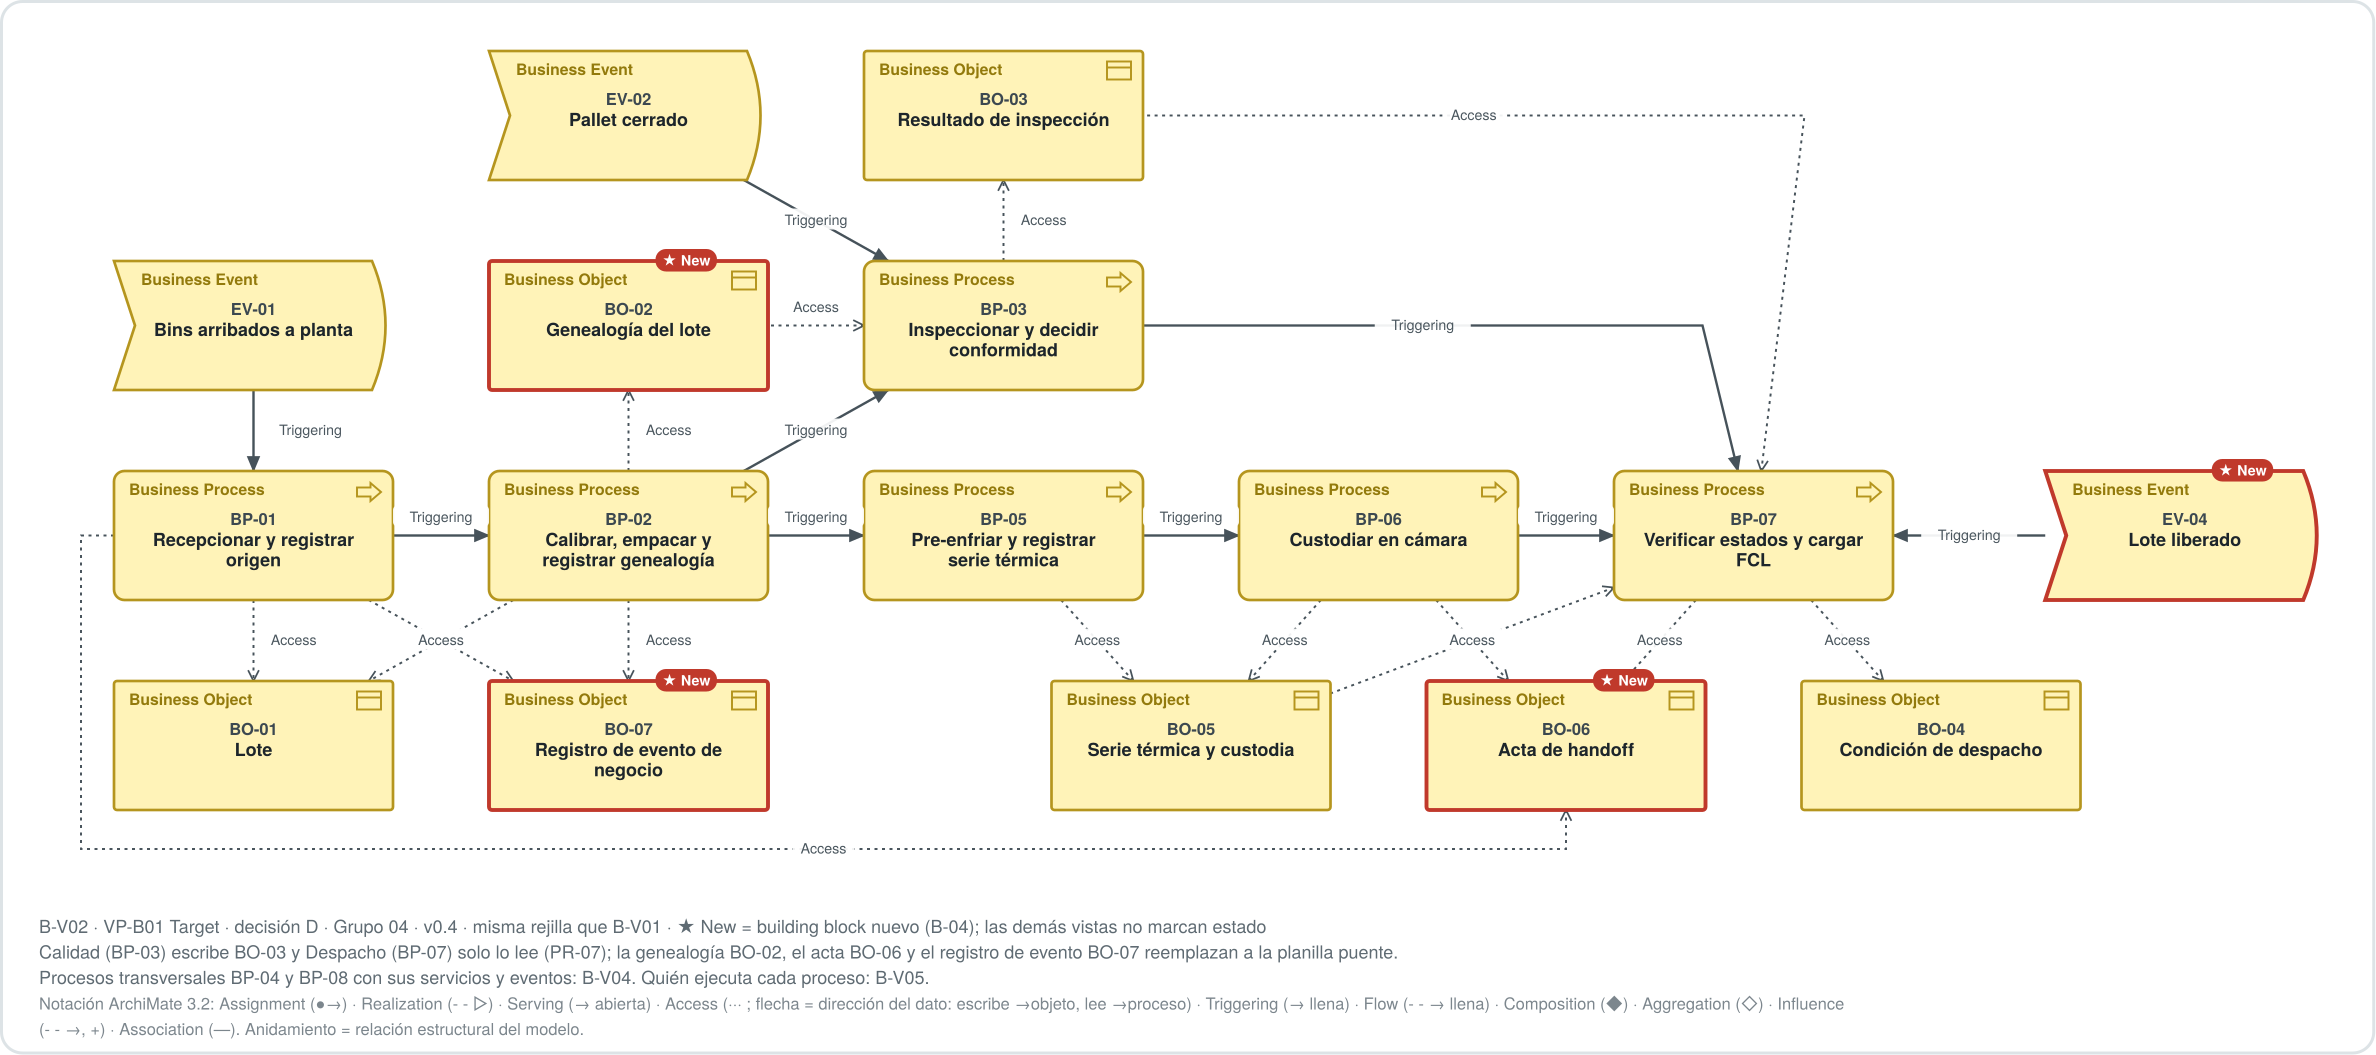 Business Event
EV-02
Pallet cerrado
Business Object
BO-03
Resultado de inspección
Access
Triggering
Access
Business Event
EV-01
Bins arribados a planta
★ New
Business Object
BO-02
Genealogía del lote
Access
Business Process
BP-03
Inspeccionar y decidir
conformidad
Triggering
Triggering
Access
Triggering
Business Process
BP-01
Recepcionar y registrar
origen
Triggering
Business Process
BP-02
Calibrar, empacar y
registrar genealogía
Triggering
Business Process
BP-05
Pre-enfriar y registrar
serie térmica
Triggering
Business Process
BP-06
Custodiar en cámara
Triggering
Business Process
BP-07
Verificar estados y cargar
FCL
Triggering
★ New
Business Event
EV-04
Lote liberado
Access
Access
Access
Access
Access
Access
Access
Access
Business Object
BO-01
Lote
★ New
Business Object
BO-07
Registro de evento de
negocio
Business Object
BO-05
Serie térmica y custodia
★ New
Business Object
BO-06
Acta de handoff
Business Object
BO-04
Condición de despacho
Access
B-V02 · VP-B01 Target · decisión D · Grupo 04 · v0.4 · misma rejilla que B-V01 · ★ New = building block nuevo (B-04); las demás vistas no marcan estado
Calidad (BP-03) escribe BO-03 y Despacho (BP-07) solo lo lee (PR-07); la genealogía BO-02, el acta BO-06 y el registro de evento BO-07 reemplazan a la planilla puente.
Procesos transversales BP-04 y BP-08 con sus servicios y eventos: B-V04. Quién ejecuta cada proceso: B-V05.
Notación ArchiMate 3.2: Assignment (●→) · Realization (- - ▷) · Serving (→ abierta) · Access (··· ; flecha = dirección del dato: escribe →objeto, lee →proceso) · Triggering (→ llena) · Flow (- - → llena) · Composition (◆) · Aggregation (◇) · Influence
(- - →, +) · Association (—). Anidamiento = relación estructural del modelo.